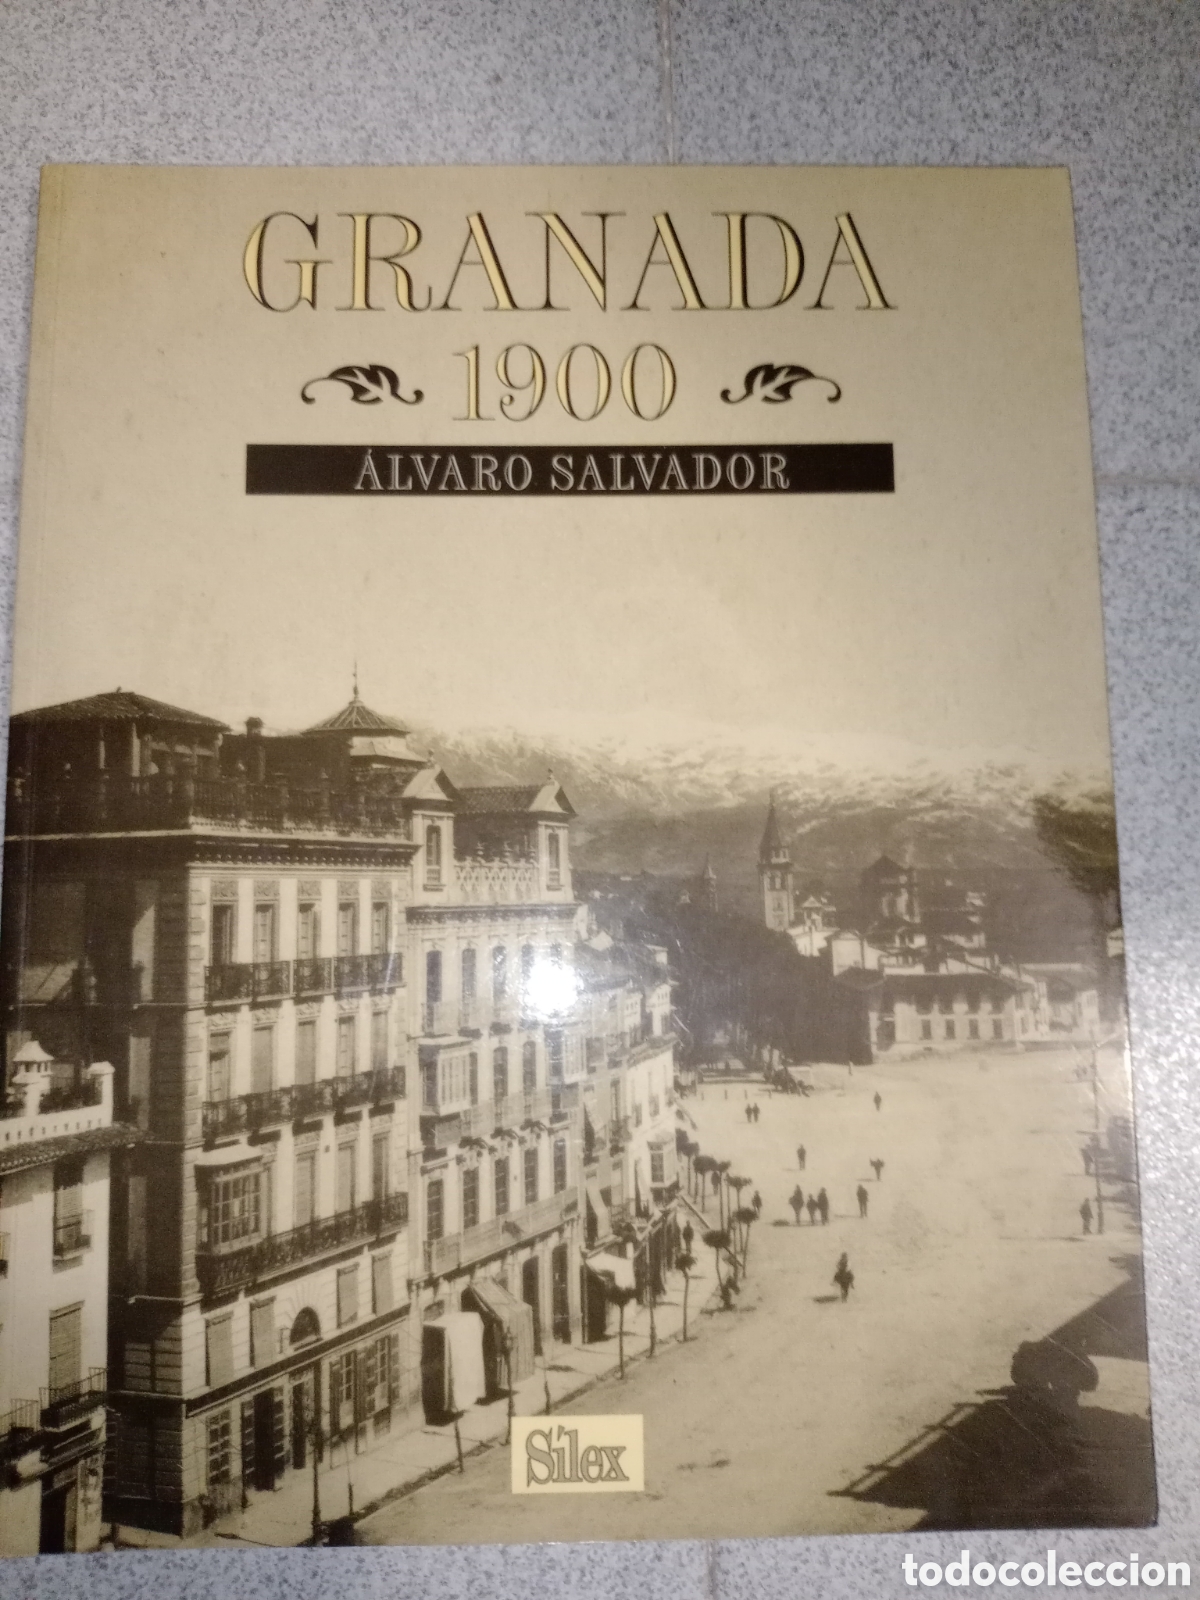 GRANADA
1900
ÁLVARO SALVADOR
Sílex
todocoleccion